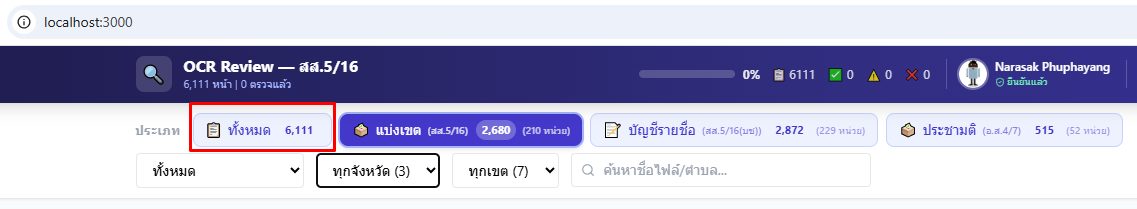 localhost:3000
OCR Review — สส.5/16
6,111 หน้า | 0 ตรวจแล้ว
0% 6111 0 0 0
Narasak Phuphayang
ยืนยันแล้ว
ประเภท ทั้งหมด 6,111 แบ่งเขต (สส.5/16) 2,680 (210 หน่วย) บัญชีรายชื่อ (สส.5/16(บช)) 2,872 (229 หน่วย) ประชามติ (อ.ส.4/7) 515 (52 หน่วย)
ทั้งหมด ทุกจังหวัด (3) ทุกเขต (7) ค้นหาชื่อไฟล์/ตำบล...